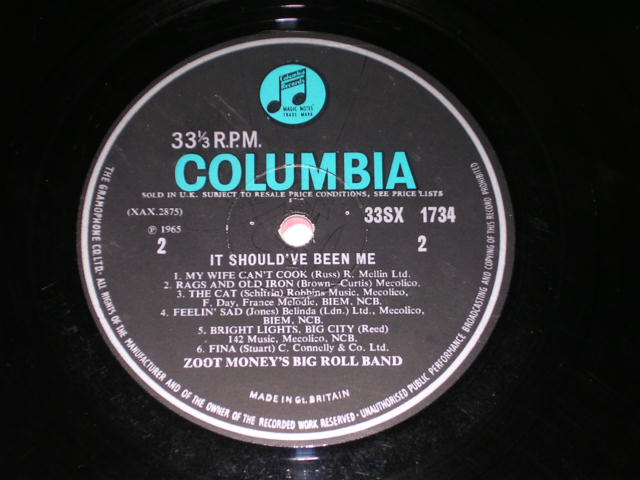 Columbia
Records
MAGIC NOTES
TRADE MARK
33⅓ R.P.M.
COLUMBIA
SOLD IN U.K. SUBJECT TO RESALE PRICE CONDITIONS, SEE PRICE LISTS
(XAX.2875)
33SX 1734
Ⓟ 1965
2
2
IT SHOULD'VE BEEN ME
1. MY WIFE CAN'T COOK (Russ) R. Mellin Ltd.
2. RAGS AND OLD IRON (Brown–Curtis) Mecolico.
3. THE CAT (Schifrin) Robbins Music, Mecolico,
F. Day, France Melodie, BIEM, NCB.
4. FEELIN' SAD (Jones) Belinda (Ldn.) Ltd., Mecolico,
BIEM, NCB.
5. BRIGHT LIGHTS, BIG CITY (Reed)
142 Music, Mecolico, NCB.
6. FINA (Stuart) C. Connelly & Co. Ltd.
ZOOT MONEY'S BIG ROLL BAND
MADE IN Gt. BRITAIN
THE GRAMOPHONE CO. LTD. ALL RIGHTS OF THE MANUFACTURER AND OF THE OWNER OF THE RECORDED WORK RESERVED · UNAUTHORISED PUBLIC PERFORMANCE BROADCASTING AND COPYING OF THIS RECORD PROHIBITED